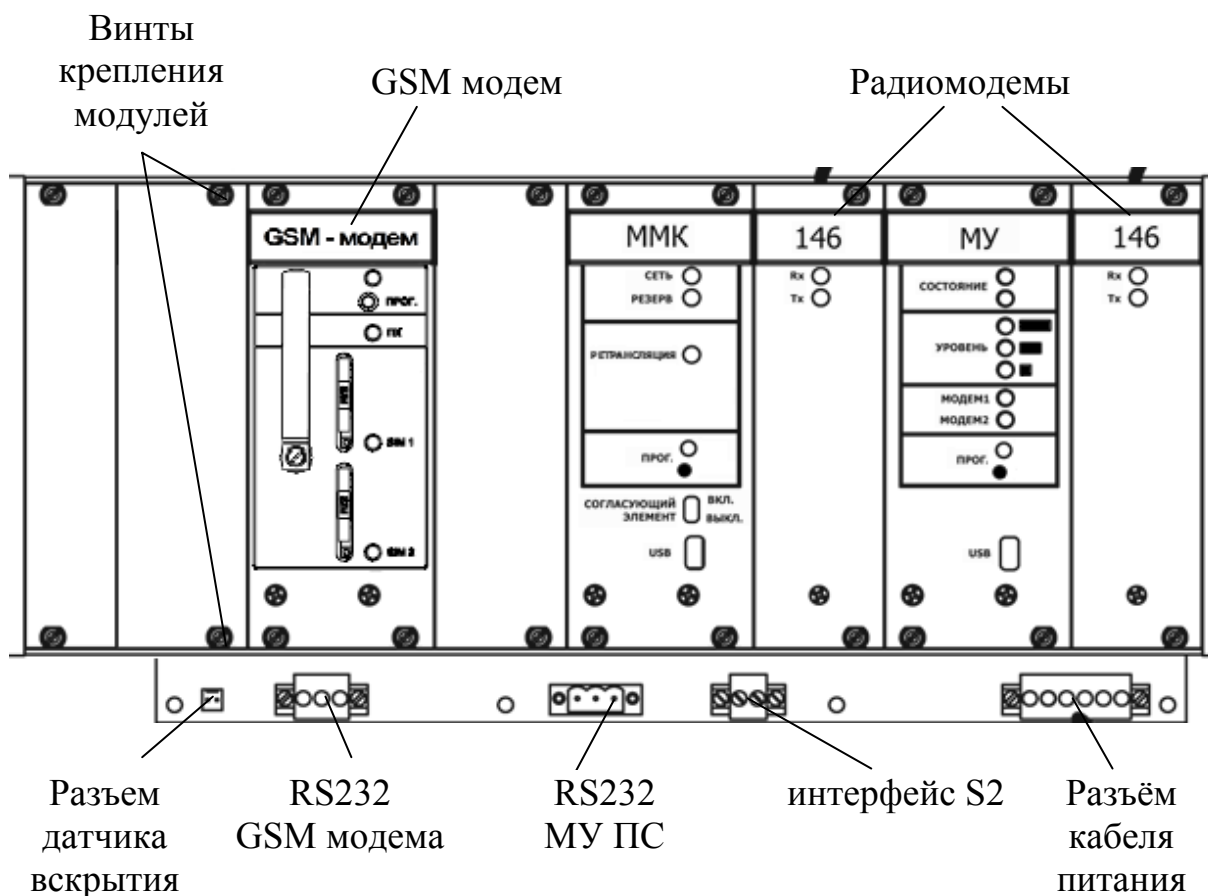 Винты
крепления
модулей
GSM модем
Радиомодемы
GSM - модем
ММК
146
МУ
146
ПРОГ.
ПХ
SIM 1
SIM 2
СЕТЬ
РЕЗЕРВ
РЕТРАНСЛЯЦИЯ
ПРОГ.
СОГЛАСУЮЩИЙ
ЭЛЕМЕНТ
ВКЛ.
ВЫКЛ.
USB
Rx
Tx
СОСТОЯНИЕ
УРОВЕНЬ
МОДЕМ1
МОДЕМ2
ПРОГ.
USB
Rx
Tx
Разъем
датчика
вскрытия
RS232
GSM модема
RS232
МУ ПС
интерфейс S2
Разъём
кабеля
питания